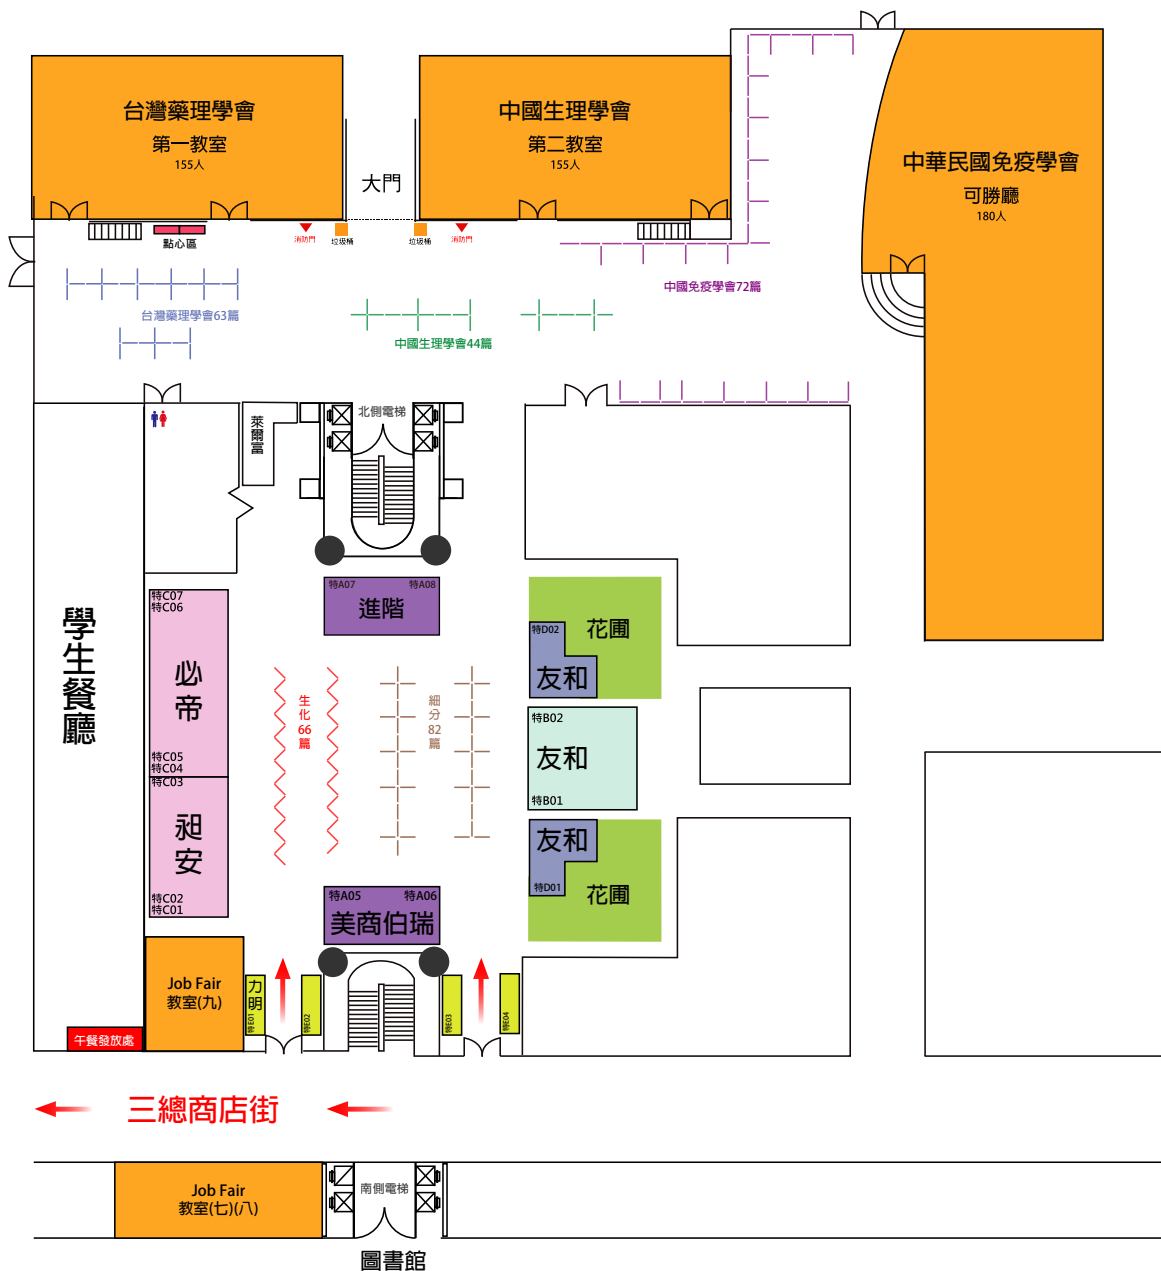 台灣藥理學會
第一教室
155人
中國生理學會
第二教室
155人
中華民國免疫學會
可勝廳
180人
大門
點心區
消防門
垃圾桶
垃圾桶
消防門
台灣藥理學會63篇
中國生理學會44篇
中國免疫學會72篇
萊爾富
北側電梯
特A07
特A08
進階
學生餐廳
特C07
特C06
必帝
特C05
特C04
特C03
昶安
特C02
特C01
生化66篇
細分82篇
特D02
花圃
友和
特B02
友和
特B01
友和
特D01
花圃
特A05
特A06
美商伯瑞
Job Fair
教室(九)
力明
特E01
特E02
特E03
特E04
午餐發放處
三總商店街
Job Fair
教室(七)(八)
南側電梯
圖書館